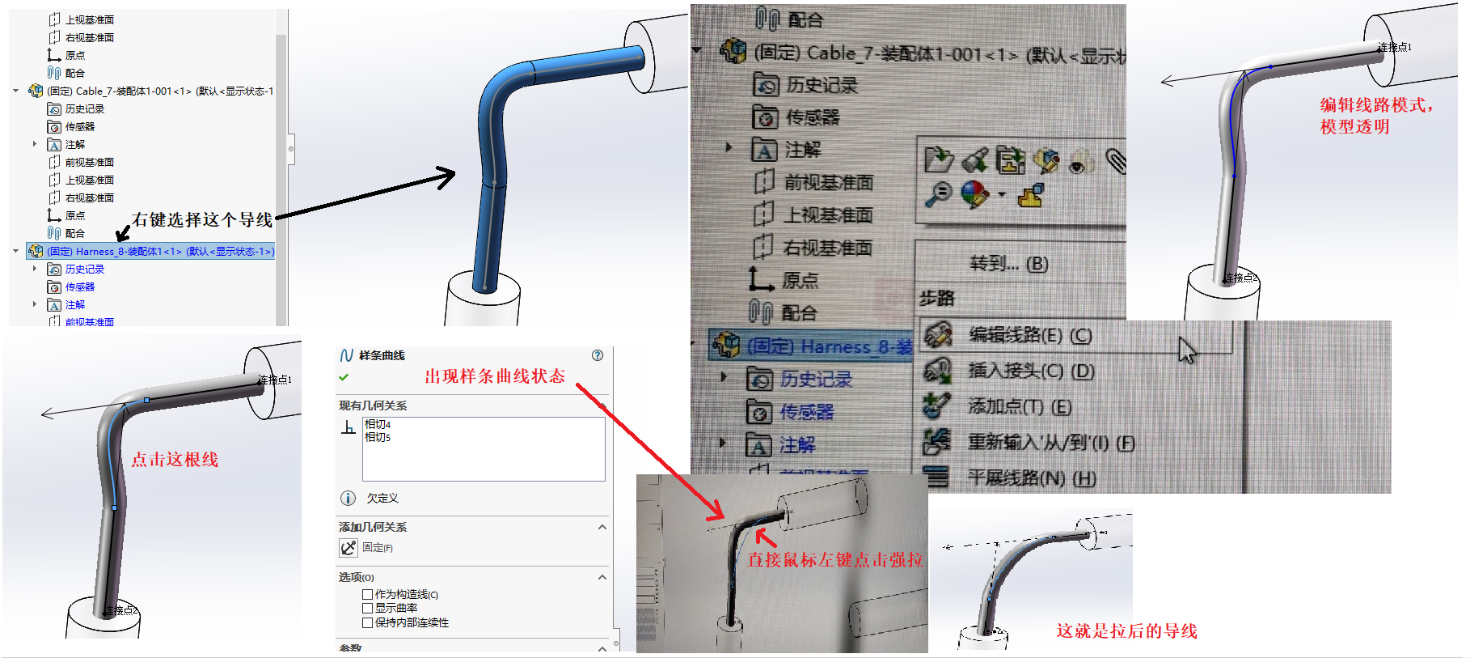 上视基准面
右视基准面
原点
配合
(固定) Cable_7-装配体1-001<1> (默认<显示状态-1
历史记录
传感器
注解
前视基准面
上视基准面
右视基准面
原点
配合
(固定) Harness_8-装配体1<1> (默认<显示状态-1>)
历史记录
传感器
注解
前视基准面
右键选择这个导线
配合
(固定) Cable_7-装配体1-001<1> (默认<显示状
历史记录
传感器
注解
前视基准面
上视基准面
右视基准面
原点
配合
(固定) Harness_8-装
历史记录
传感器
注解
前视基准面
转到... (B)
步路
编辑线路(E) (C)
插入接头(C) (D)
添加点(T) (E)
重新输入'从/到'(I) (F)
平展线路(N) (H)
连接点1
连接点2
编辑线路模式，
模型透明
连接点1
连接点2
点击这根线
样条曲线
现有几何关系
相切4
相切5
欠定义
添加几何关系
固定(F)
选项(O)
作为构造线(C)
显示曲率
保持内部连续性
参数
出现样条曲线状态
直接鼠标左键点击强拉
这就是拉后的导线